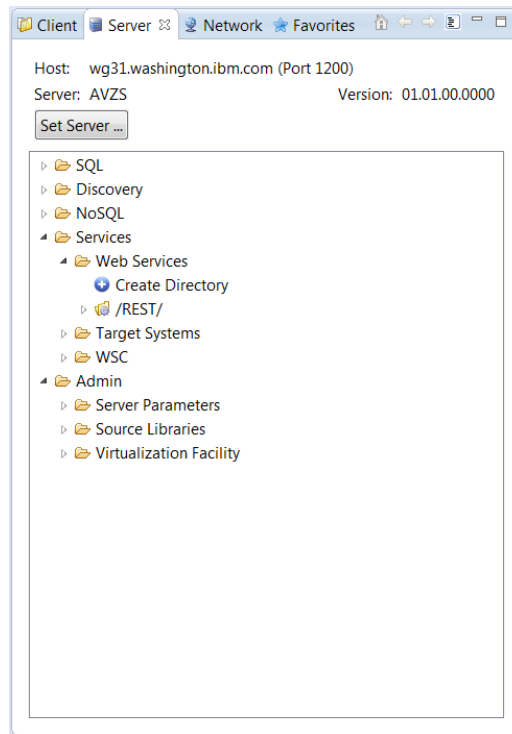 Client Server Network Favorites
Host: wg31.washington.ibm.com (Port 1200)
Server: AVZS Version: 01.01.00.0000
Set Server ...
SQL
Discovery
NoSQL
Services
Web Services
Create Directory
/REST/
Target Systems
WSC
Admin
Server Parameters
Source Libraries
Virtualization Facility